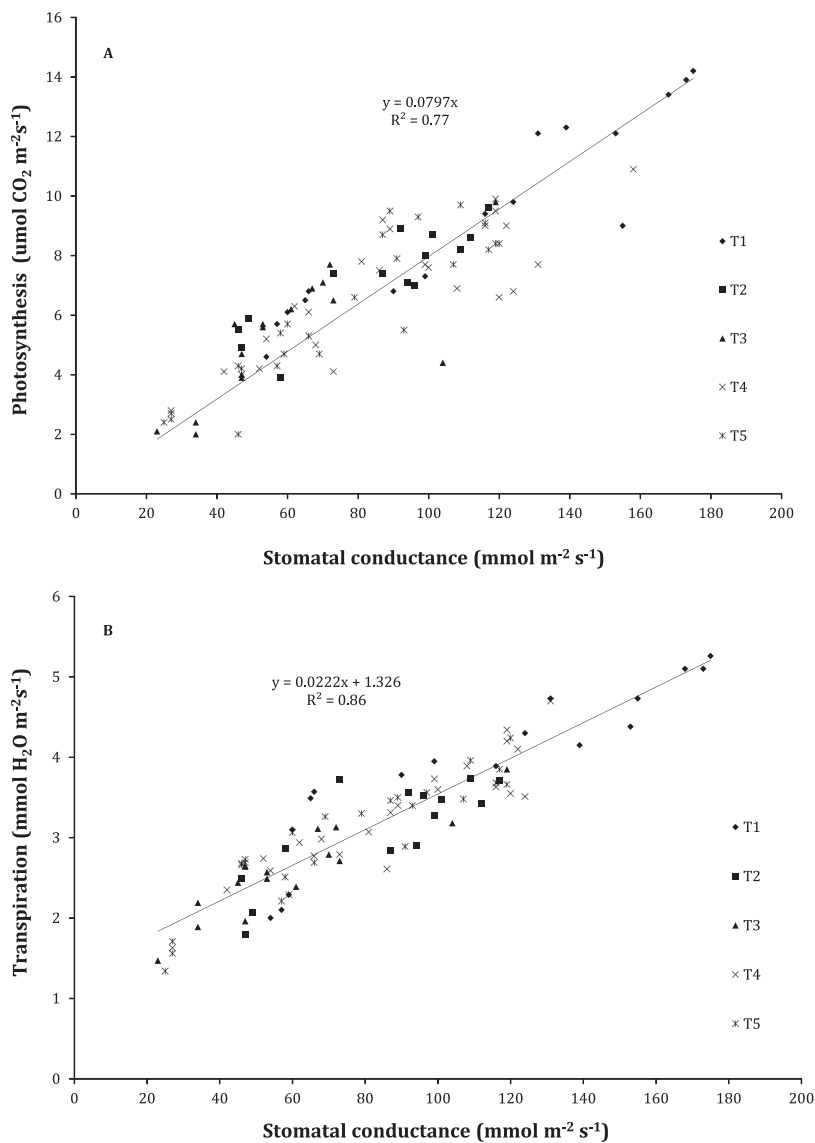 16
A
14
y = 0.0797x
R² = 0.77
12
10
8
6
4
2
0
Photosynthesis (umol CO₂ m⁻²s⁻¹)
T1
T2
T3
T4
T5
0 20 40 60 80 100 120 140 160 180 200
Stomatal conductance (mmol m⁻² s⁻¹)
6
B
5
y = 0.0222x + 1.326
R² = 0.86
4
3
2
1
0
Transpiration (mmol H₂O m⁻²s⁻¹)
T1
T2
T3
T4
T5
0 20 40 60 80 100 120 140 160 180 200
Stomatal conductance (mmol m⁻² s⁻¹)